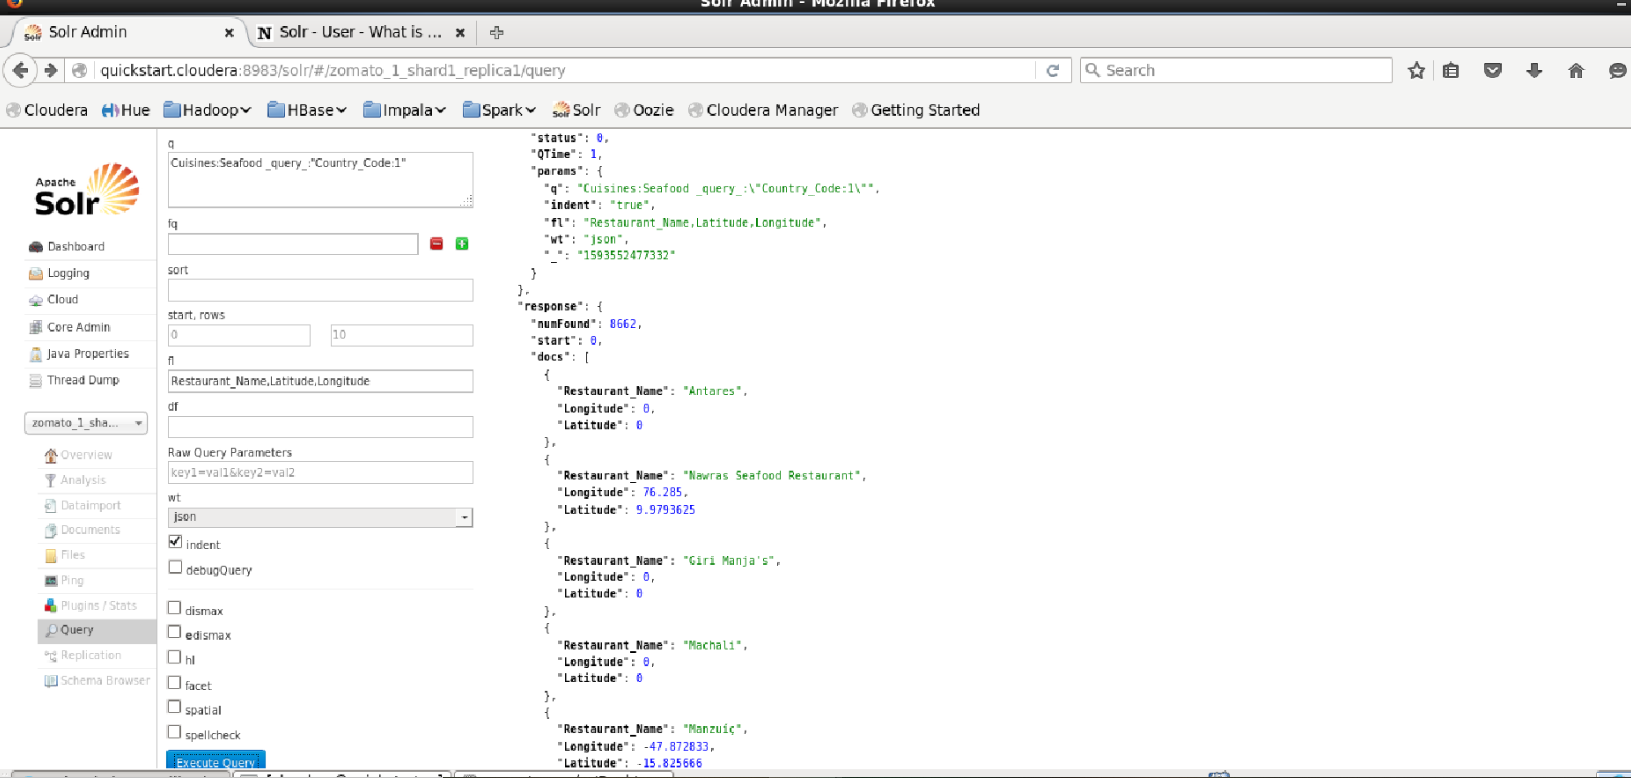 Solr Admin - Mozilla Firefox
Solr Admin
Solr - User - What is ...
quickstart.cloudera:8983/solr/#/zomato_1_shard1_replica1/query
Search
Cloudera
Hue
Hadoop
HBase
Impala
Spark
Solr
Oozie
Cloudera Manager
Getting Started
Apache
Solr
Dashboard
Logging
Cloud
Core Admin
Java Properties
Thread Dump
zomato_1_sha...
Overview
Analysis
Dataimport
Documents
Files
Ping
Plugins / Stats
Query
Replication
Schema Browser
q
Cuisines:Seafood _query_:"Country_Code:1"
fq
sort
start, rows
0
10
fl
Restaurant_Name,Latitude,Longitude
df
Raw Query Parameters
key1=val1&key2=val2
wt
json
indent
debugQuery
dismax
edismax
hl
facet
spatial
spellcheck
Execute Query
"status": 0,
"QTime": 1,
"params": {
"q": "Cuisines:Seafood _query_:\"Country_Code:1\"",
"indent": "true",
"fl": "Restaurant_Name,Latitude,Longitude",
"wt": "json",
"_": "1593552477332"
}
},
"response": {
"numFound": 8662,
"start": 0,
"docs": [
{
"Restaurant_Name": "Antares",
"Longitude": 0,
"Latitude": 0
},
{
"Restaurant_Name": "Nawras Seafood Restaurant",
"Longitude": 76.285,
"Latitude": 9.9793625
},
{
"Restaurant_Name": "Giri Manja's",
"Longitude": 0,
"Latitude": 0
},
{
"Restaurant_Name": "Machali",
"Longitude": 0,
"Latitude": 0
},
{
"Restaurant_Name": "Manzuiç",
"Longitude": -47.872833,
"Latitude": -15.825666